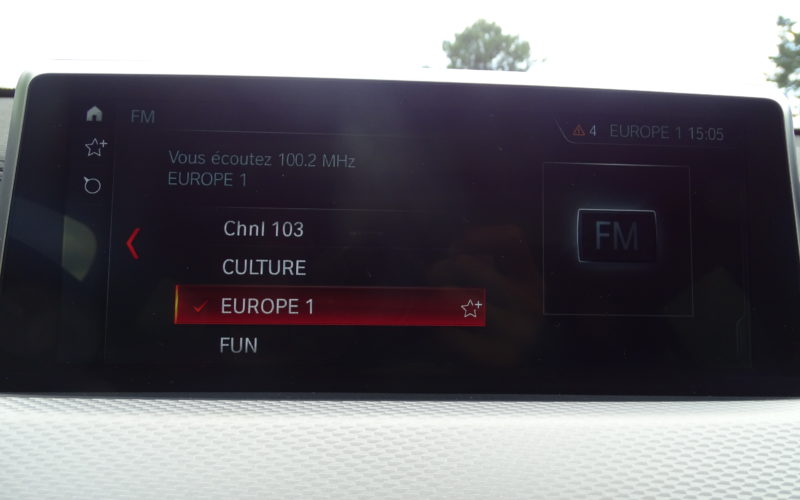 FM
4 EUROPE 1 15:05
Vous écoutez 100.2 MHz
EUROPE 1
Chnl 103
CULTURE
EUROPE 1
FUN
FM